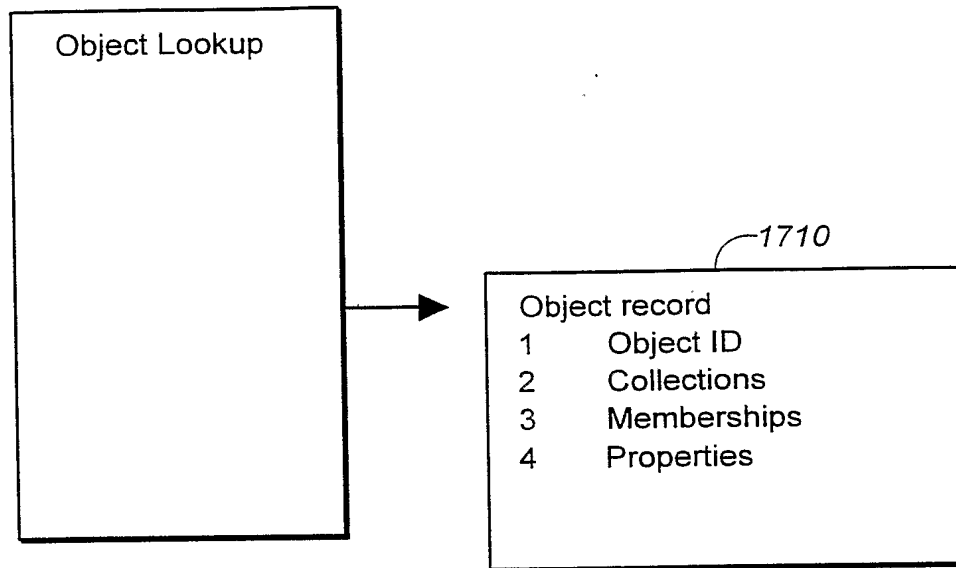 Object Lookup
1710
Object record
1 Object ID
2 Collections
3 Memberships
4 Properties